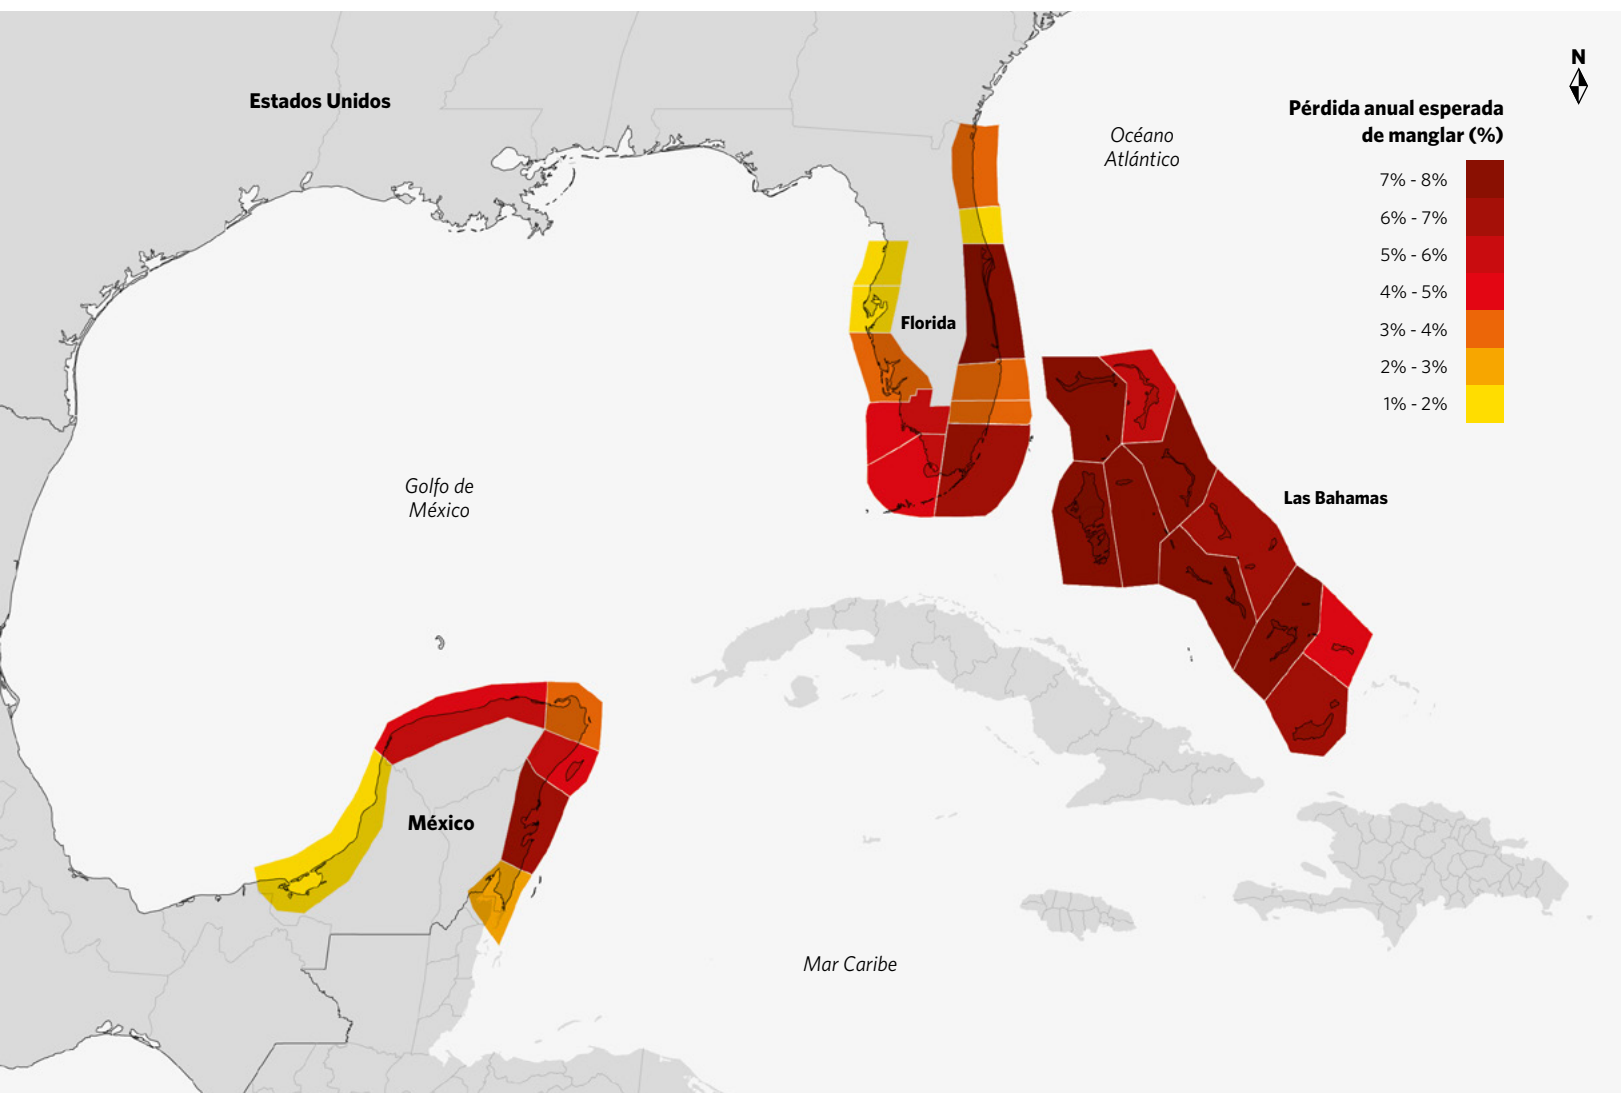 N
Estados Unidos
Océano
Atlántico
Pérdida anual esperada
de manglar (%)
7% - 8%
6% - 7%
5% - 6%
4% - 5%
3% - 4%
2% - 3%
1% - 2%
Florida
Golfo de
México
Las Bahamas
México
Mar Caribe